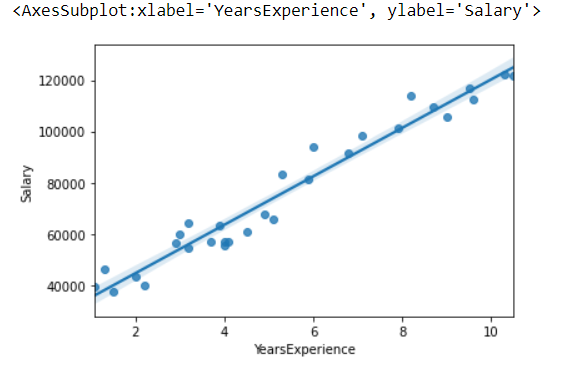 <AxesSubplot:xlabel='YearsExperience', ylabel='Salary'>
120000
100000
80000
60000
40000
Salary
2 4 6 8 10
YearsExperience